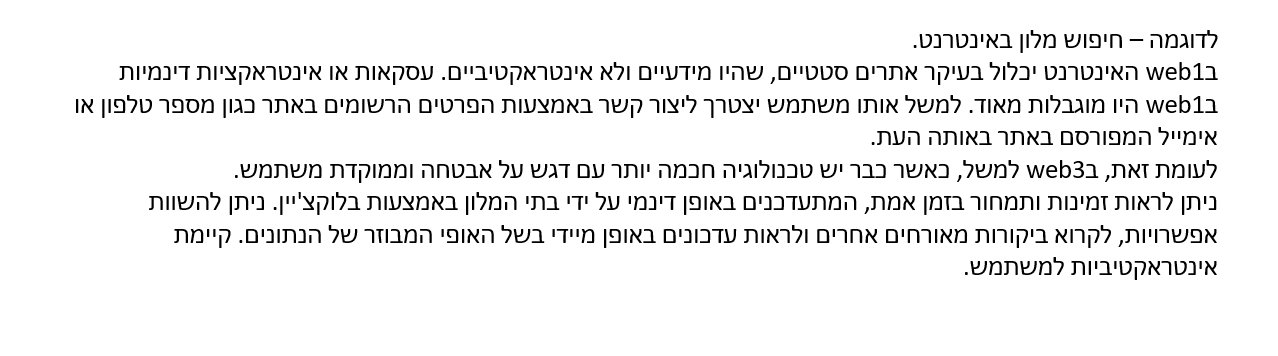 לדוגמה – חיפוש מלון באינטרנט.
בweb1 האינטרנט יכלול בעיקר אתרים סטטיים, שהיו מידעיים ולא אינטראקטיביים. עסקאות או אינטראקציות דינמיות
בweb1 היו מוגבלות מאוד. למשל אותו משתמש יצטרך ליצור קשר באמצעות הפרטים הרשומים באתר כגון מספר טלפון או
אימייל המפורסם באתר באותה העת.
לעומת זאת, בweb3 למשל, כאשר כבר יש טכנולוגיה חכמה יותר עם דגש על אבטחה וממוקדת משתמש.
ניתן לראות זמינות ותמחור בזמן אמת, המתעדכנים באופן דינמי על ידי בתי המלון באמצעות בלוקצ'יין. ניתן להשוות
אפשרויות, לקרוא ביקורות מאורחים אחרים ולראות עדכונים באופן מיידי בשל האופי המבוזר של הנתונים. קיימת
אינטראקטיביות למשתמש.